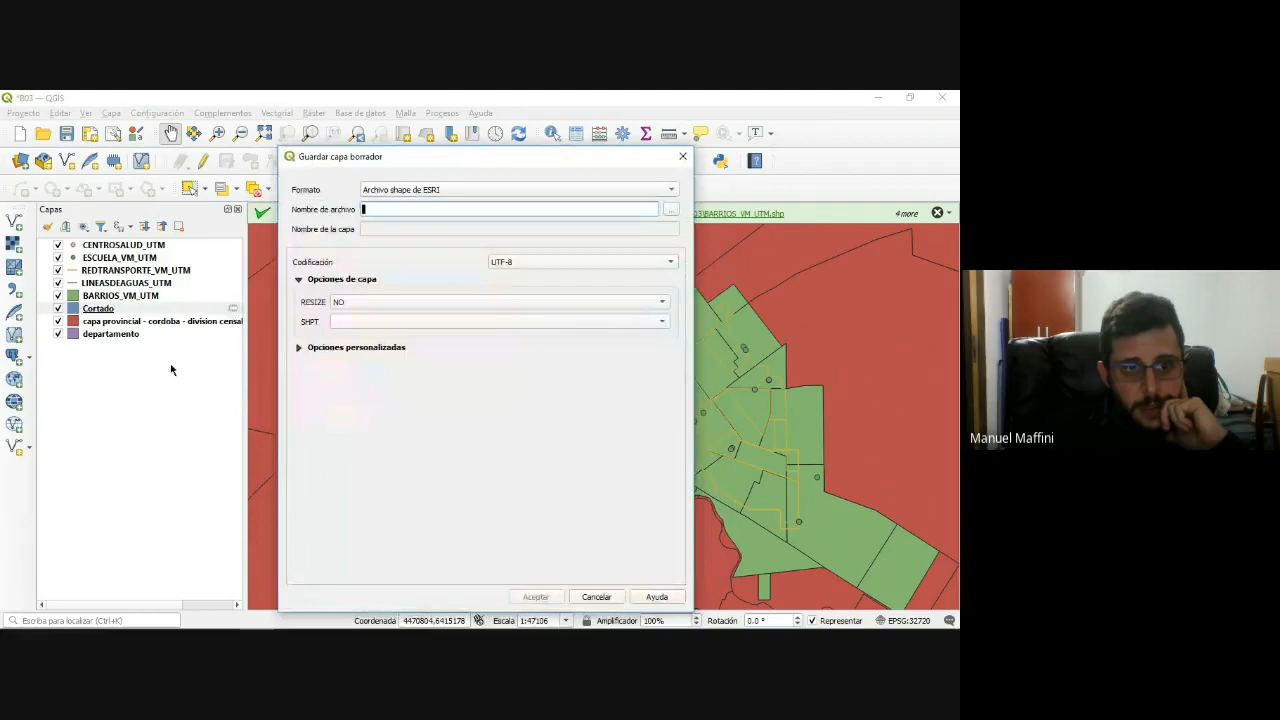 *B03 — QGIS
Proyecto Editar Ver Capa Configuración Complementos Vectorial Ráster Base de datos Malla Procesos Ayuda
Guardar capa borrador
Formato Archivo shape de ESRI
Nombre de archivo ...
Nombre de la capa
Codificación UTF-8
Opciones de capa
RESIZE NO
SHPT
Opciones personalizadas
Aceptar Cancelar Ayuda
\BARRIOS_VM_UTM.shp 4 more
Capas
CENTROSALUD_UTM
ESCUELA_VM_UTM
REDTRANSPORTE_VM_UTM
LINEASDEAGUAS_UTM
BARRIOS_VM_UTM
Cortado
capa provincial - cordoba - division censal
departamento
Escriba para localizar (Ctrl+K) Coordenada 4470804,6415178 Escala 1:47106 Amplificador 100% Rotación 0.0 ° Representar EPSG:32720
Manuel Maffini